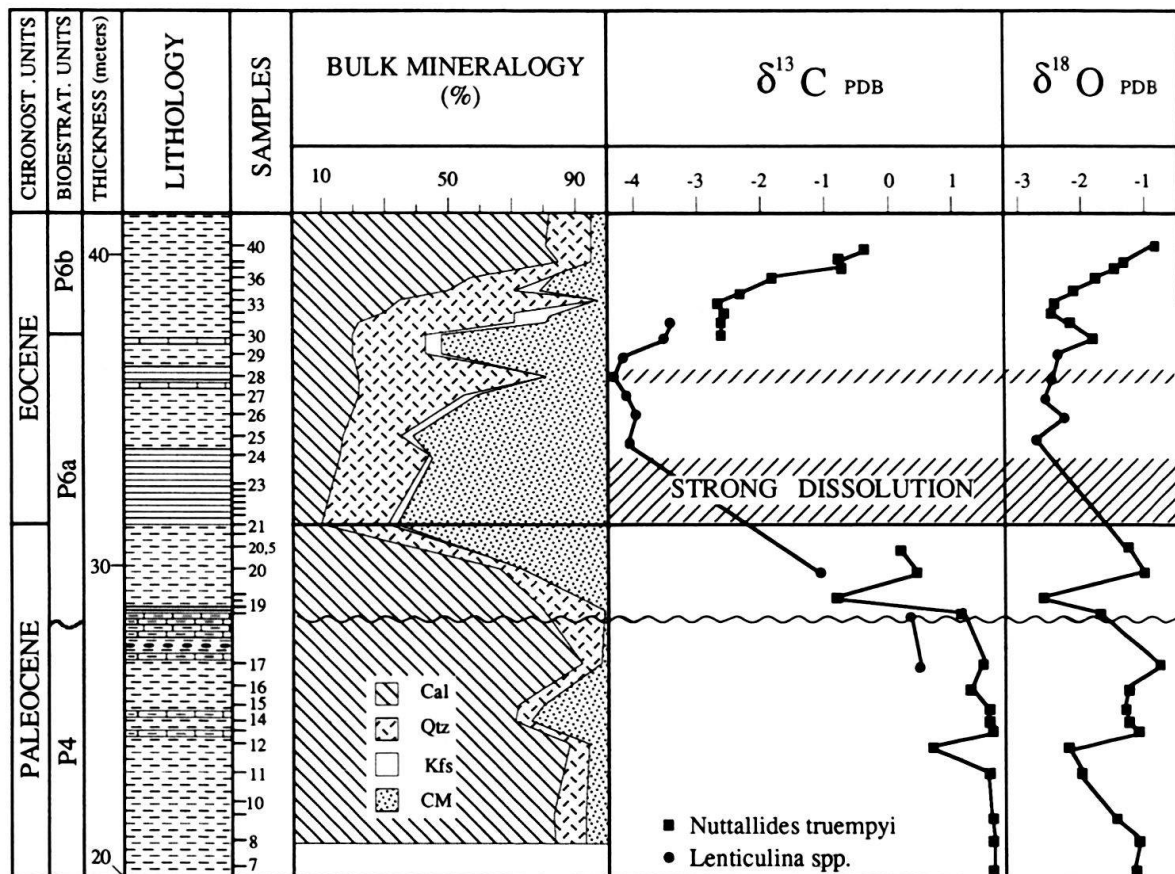 CHRONOST. UNITS
BIOESTRAT. UNITS
THICKNESS (meters)
LITHOLOGY
SAMPLES
BULK MINERALOGY
(%)
δ13 C PDB
δ18 O PDB
10 50 90
-4 -3 -2 -1 0 1
-3 -2 -1
EOCENE
PALEOCENE
P6b
P6a
P4
40
30
20
40
36
33
30
29
28
27
26
25
24
23
21
20,5
20
19
17
16
15
14
12
11
10
8
7
Cal
Qtz
Kfs
CM
STRONG DISSOLUTION
Nuttallides truempyi
Lenticulina spp.